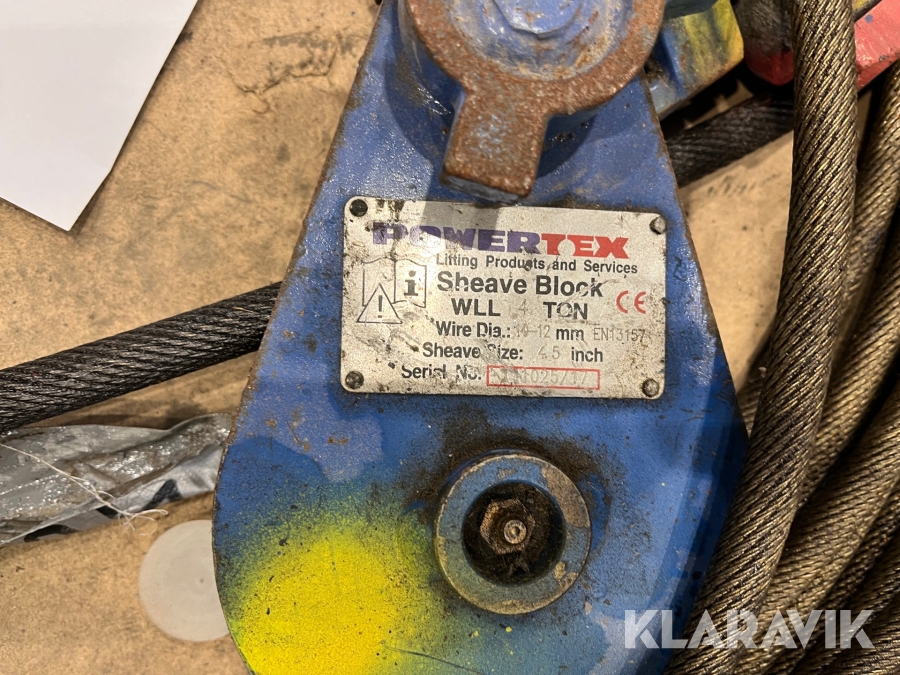 POWERTEX
Lifting Products and Services
Sheave Block
WLL 4 TON
CE
Wire Dia.: 10-12 mm EN13157
Sheave Size: 4.5 inch
Serial No.
i
KLARAVIK